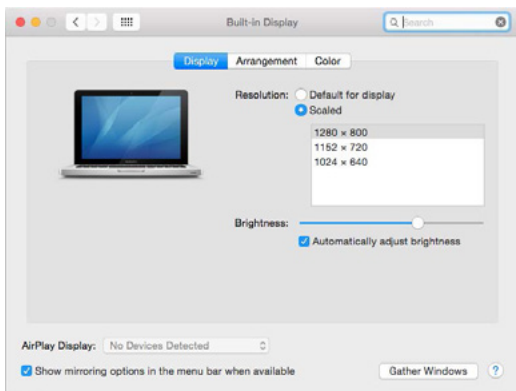 Built-in Display
Search
Display Arrangement Color
Resolution: Default for display
Scaled
1280 × 800
1152 × 720
1024 × 640
Brightness:
Automatically adjust brightness
AirPlay Display: No Devices Detected
Show mirroring options in the menu bar when available
Gather Windows ?